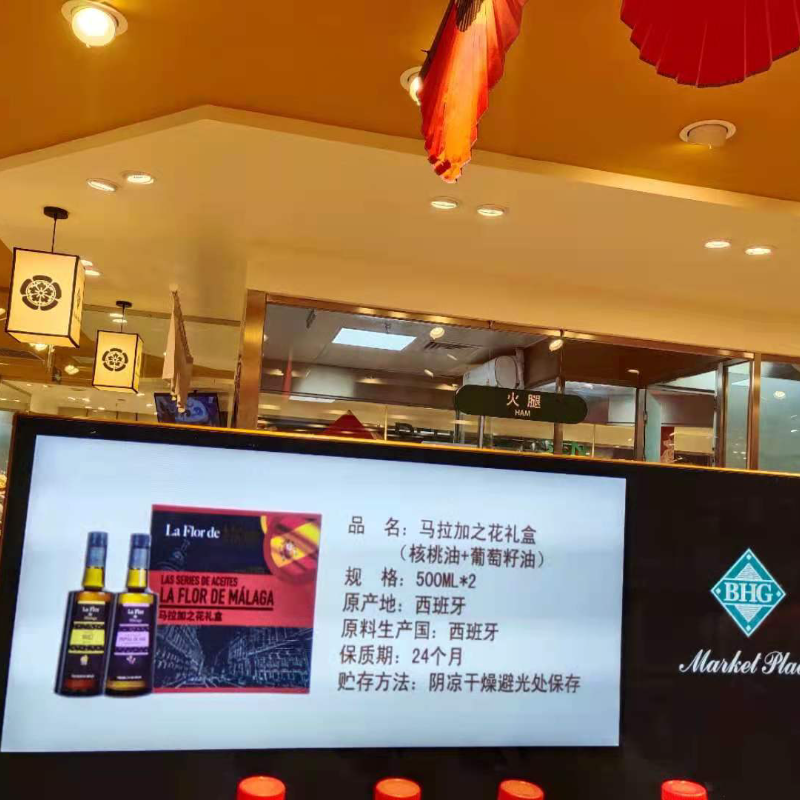 火腿
HAM
La Flor de
LAS SERIES DE ACEITES
LA FLOR DE MÁLAGA
马拉加之花礼盒
La Flor
品 名：马拉加之花礼盒
（核桃油+葡萄籽油）
规 格：500ML*2
原产地：西班牙
原料生产国：西班牙
保质期：24个月
贮存方法：阴凉干燥避光处保存
BHG
Market Pla